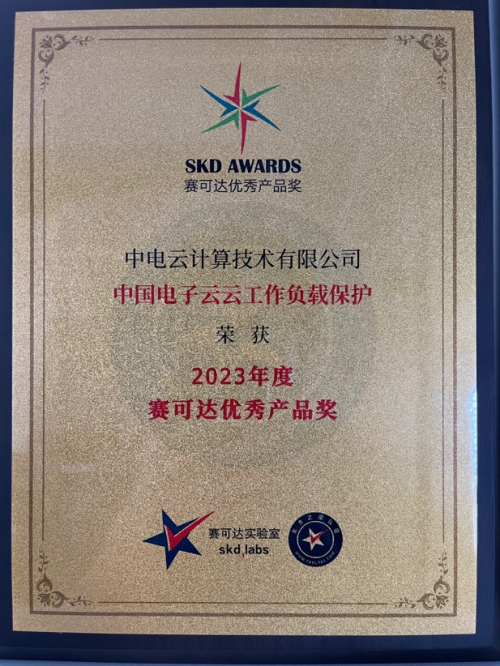 SKD AWARDS
赛可达优秀产品奖
中电云计算技术有限公司
中国电子云云工作负载保护
荣 获
2023年度
赛可达优秀产品奖
赛可达实验室
skd labs